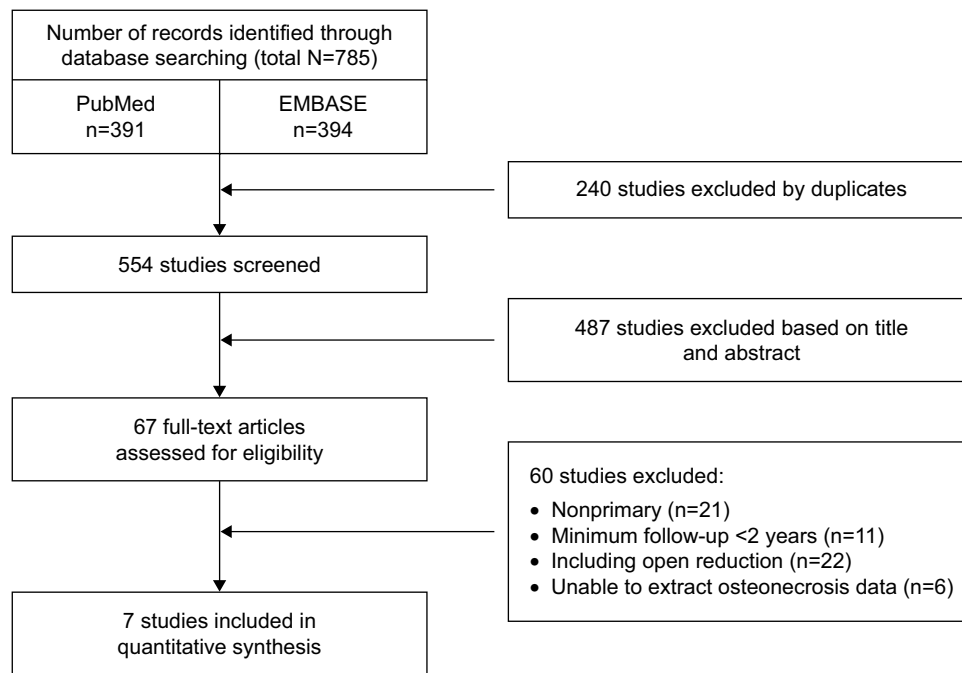 Number of records identified through
database searching (total N=785)
PubMed
n=391
EMBASE
n=394
240 studies excluded by duplicates
554 studies screened
487 studies excluded based on title
and abstract
67 full-text articles
assessed for eligibility
60 studies excluded:
• Nonprimary (n=21)
• Minimum follow-up <2 years (n=11)
• Including open reduction (n=22)
• Unable to extract osteonecrosis data (n=6)
7 studies included in
quantitative synthesis